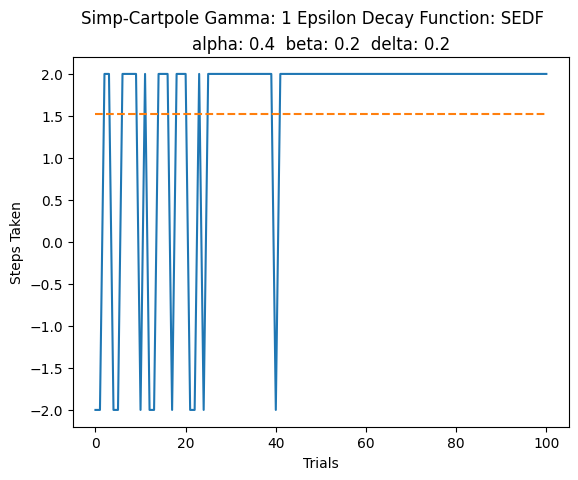 Simp-Cartpole Gamma: 1 Epsilon Decay Function: SEDF
alpha: 0.4  beta: 0.2  delta: 0.2
2.0
1.5
1.0
0.5
0.0
−0.5
−1.0
−1.5
−2.0
Steps Taken
0 20 40 60 80 100
Trials